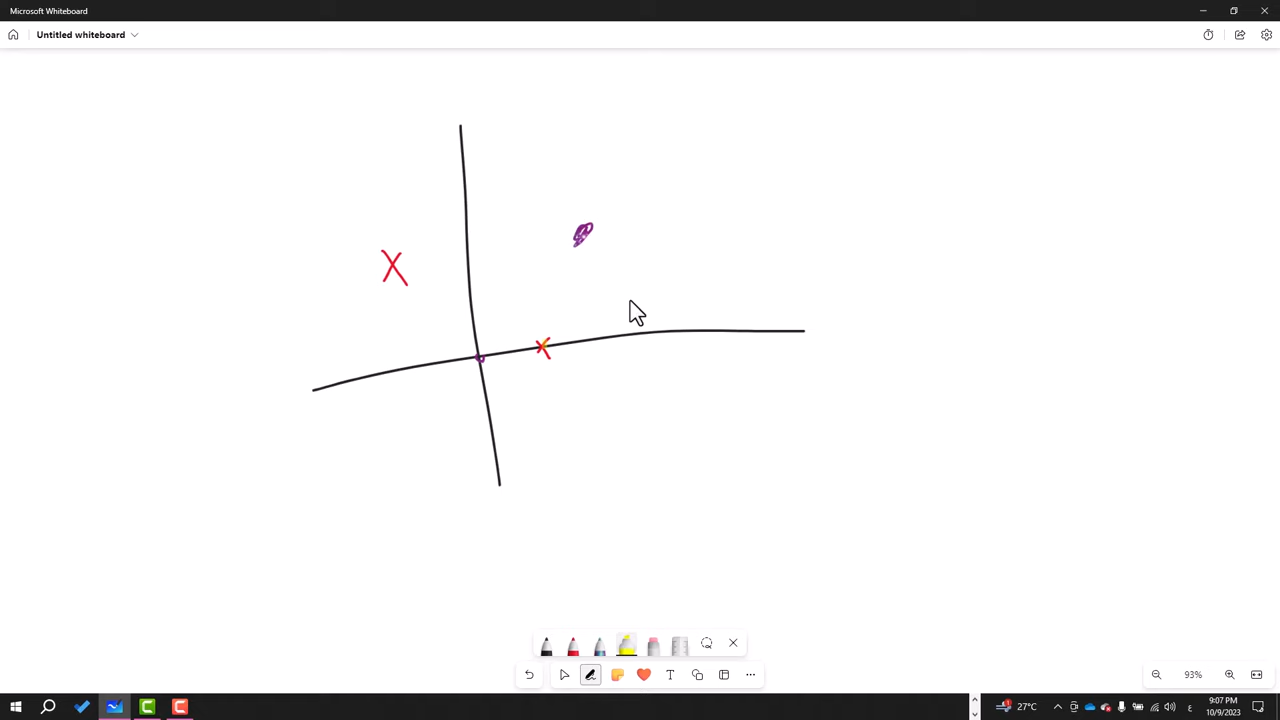 Microsoft Whiteboard
Untitled whiteboard
X
X
93%
27°C
ع
9:07 PM
10/9/2023